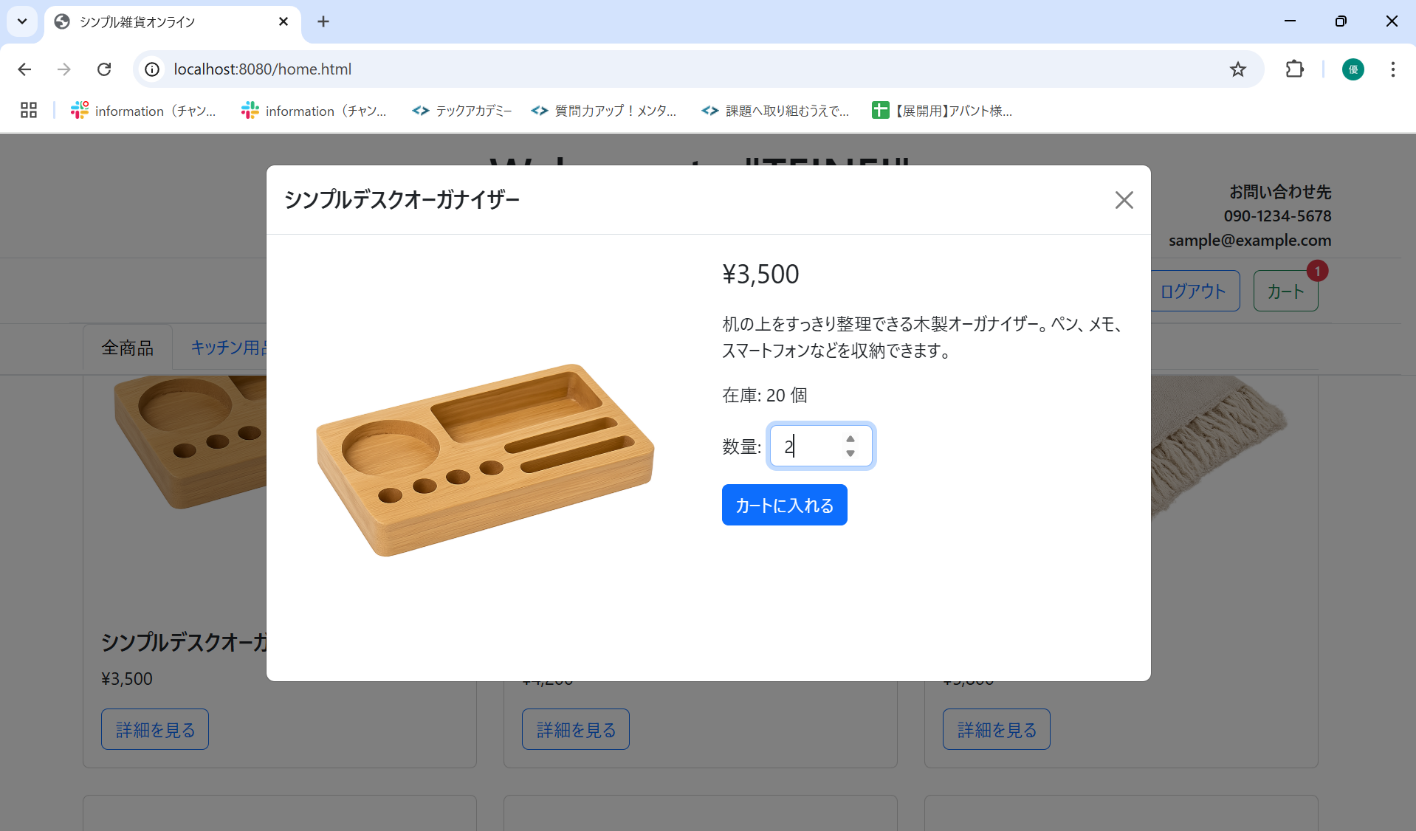 シンプル雑貨オンライン
localhost:8080/home.html
優
information（チャン...
information（チャン...
テックアカデミー
質問力アップ！メンタ...
課題へ取り組むうえで...
【展開用】アバント様...
お問い合わせ先
090-1234-5678
sample@example.com
ログアウト
カート
1
全商品
キッチン用品
シンプルデスクオーガナイザー
¥3,500
机の上をすっきり整理できる木製オーガナイザー。ペン、メモ、
スマートフォンなどを収納できます。
在庫: 20 個
数量: 2
カートに入れる
シンプルデスクオーガ
¥3,500
詳細を見る
詳細を見る
詳細を見る